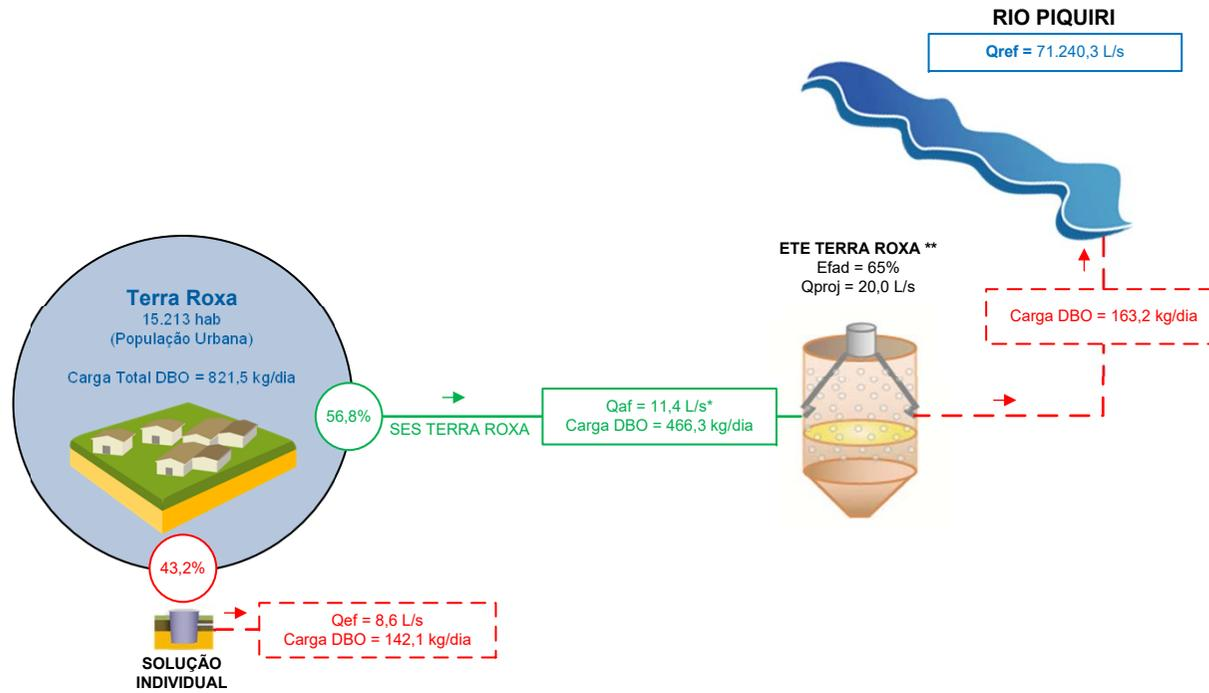 RIO PIQUIRI
Qref = 71.240,3 L/s
ETE TERRA ROXA **
Efad = 65%
Qproj = 20,0 L/s
Carga DBO = 163,2 kg/dia
Terra Roxa
15.213 hab
(População Urbana)
Carga Total DBO = 821,5 kg/dia
56,8%
SES TERRA ROXA
Qaf = 11,4 L/s*
Carga DBO = 466,3 kg/dia
43,2%
Qef = 8,6 L/s
Carga DBO = 142,1 kg/dia
SOLUÇÃO
INDIVIDUAL